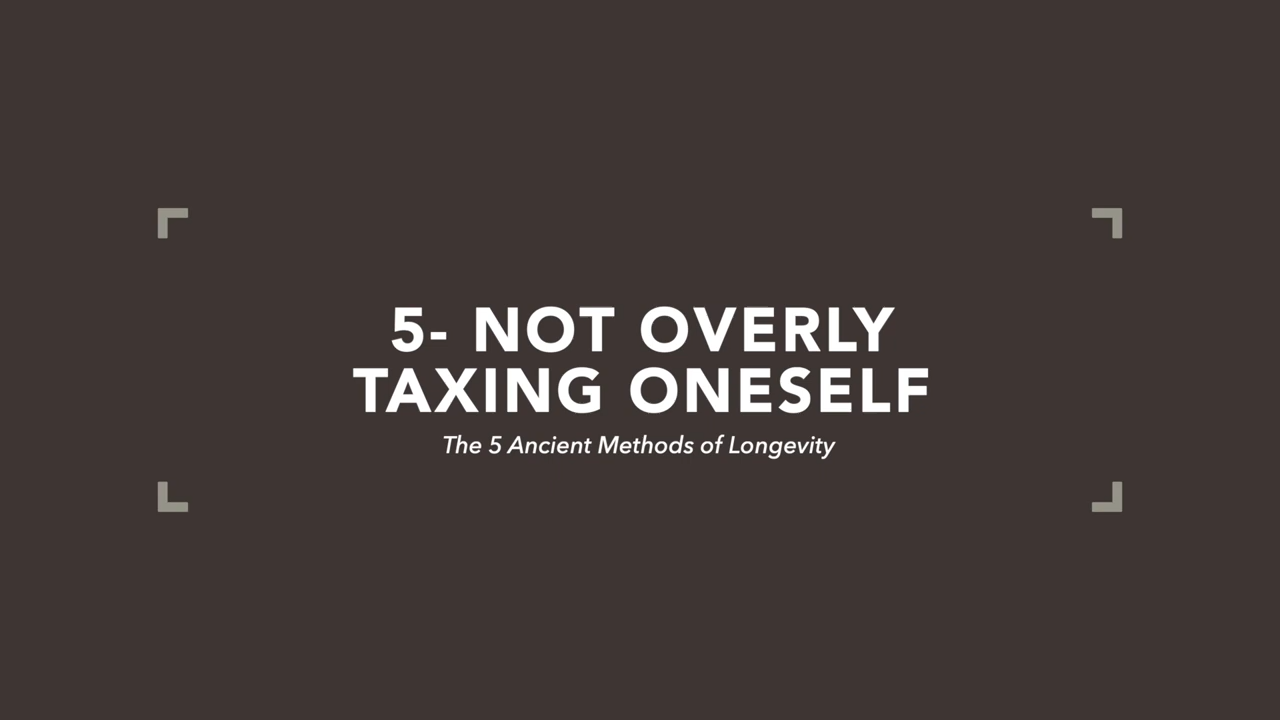 5- NOT OVERLY
TAXING ONESELF
The 5 Ancient Methods of Longevity